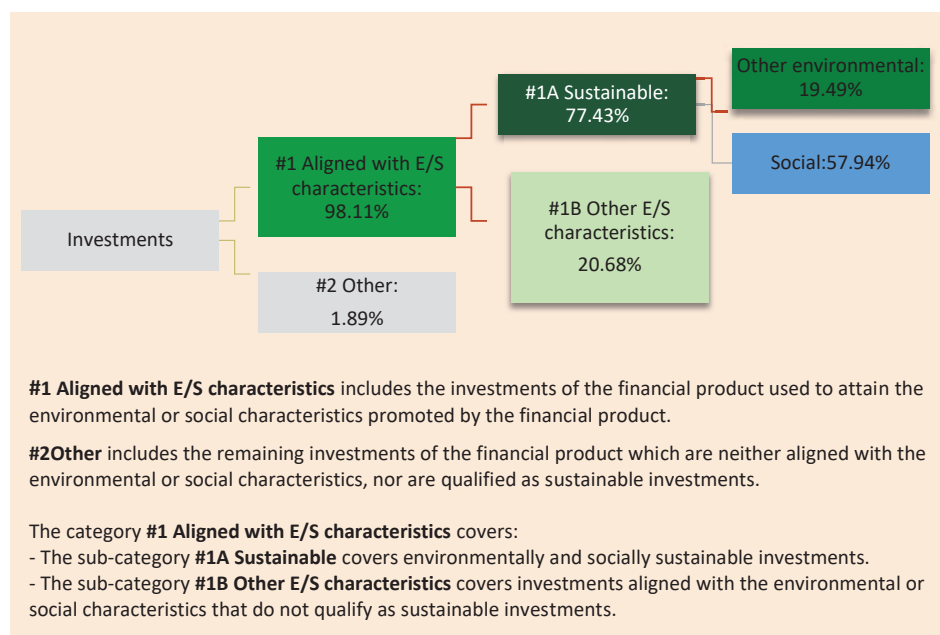 Other environmental:
19.49%
#1A Sustainable:
77.43%
Social:57.94%
#1 Aligned with E/S
characteristics:
98.11%
#1B Other E/S
characteristics:
20.68%
Investments
#2 Other:
1.89%
#1 Aligned with E/S characteristics includes the investments of the financial product used to attain the
environmental or social characteristics promoted by the financial product.
#2Other includes the remaining investments of the financial product which are neither aligned with the
environmental or social characteristics, nor are qualified as sustainable investments.
The category #1 Aligned with E/S characteristics covers:
- The sub-category #1A Sustainable covers environmentally and socially sustainable investments.
- The sub-category #1B Other E/S characteristics covers investments aligned with the environmental or
social characteristics that do not qualify as sustainable investments.